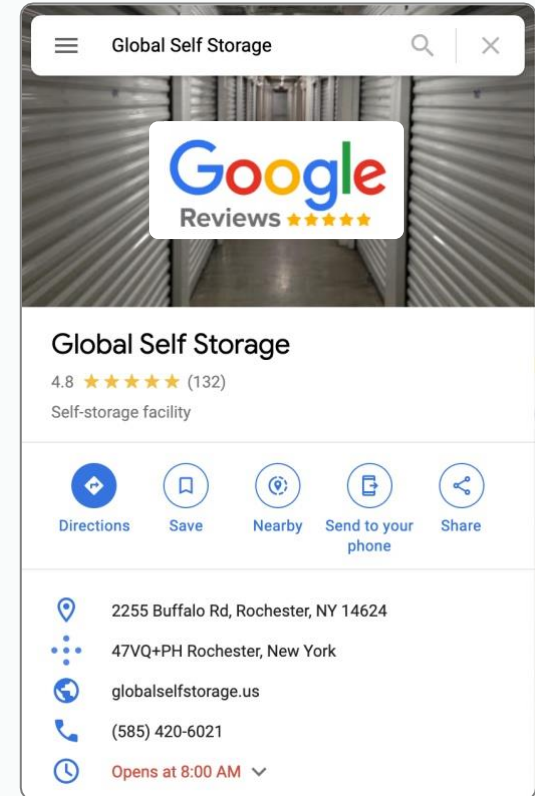 Global Self Storage
Google
Reviews
Global Self Storage
4.8 (132)
Self-storage facility
Directions
Save
Nearby
Send to your
phone
Share
2255 Buffalo Rd, Rochester, NY 14624
47VQ+PH Rochester, New York
globalselfstorage.us
(585) 420-6021
Opens at 8:00 AM